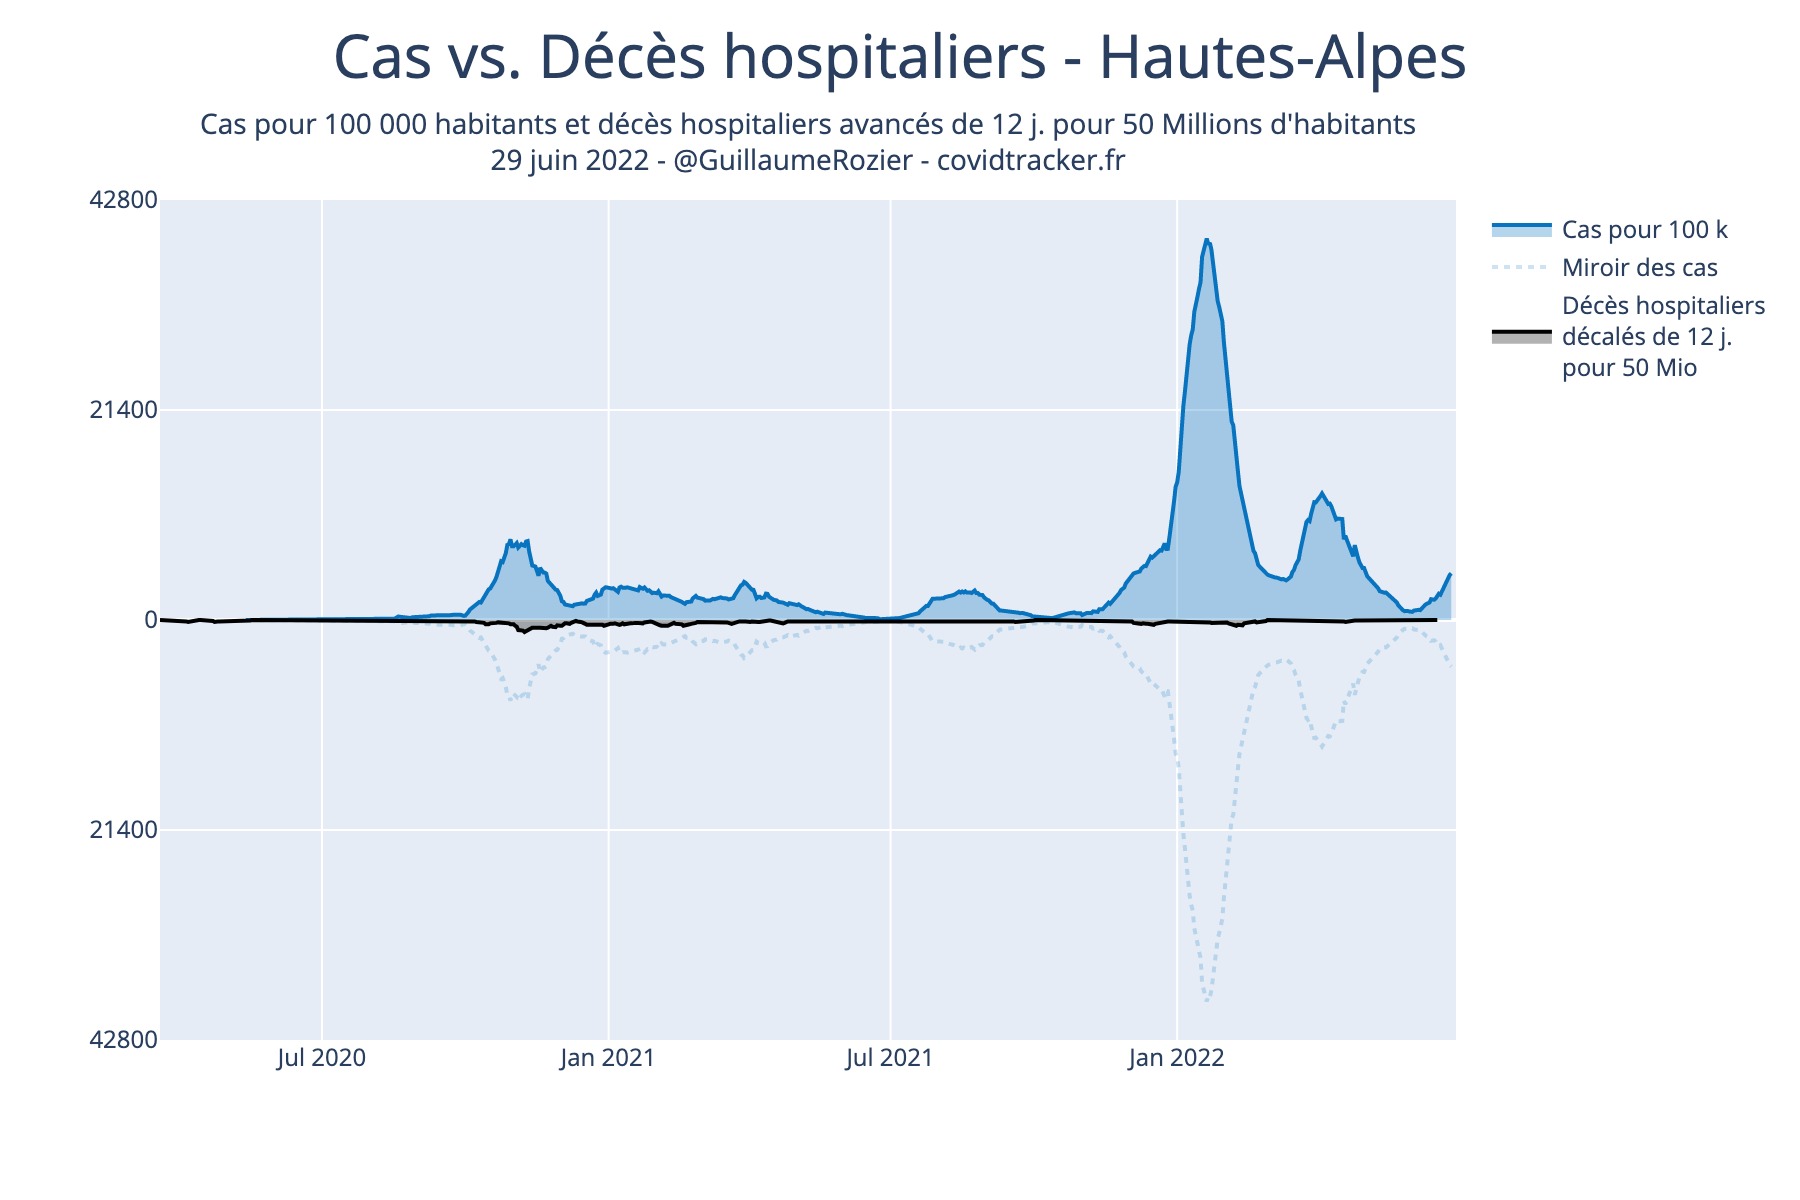 Cas vs. Décès hospitaliers - Hautes-Alpes
Cas pour 100 000 habitants et décès hospitaliers avancés de 12 j. pour 50 Millions d'habitants
29 juin 2022 - @GuillaumeRozier - covidtracker.fr
42800
21400
0
21400
42800
Jul 2020
Jan 2021
Jul 2021
Jan 2022
Cas pour 100 k
Miroir des cas
Décès hospitaliers
décalés de 12 j.
pour 50 Mio